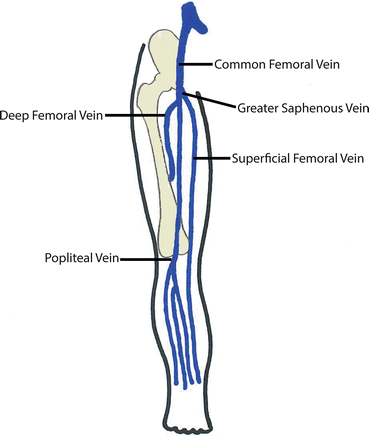 Common Femoral Vein
Greater Saphenous Vein
Deep Femoral Vein
Superficial Femoral Vein
Popliteal Vein